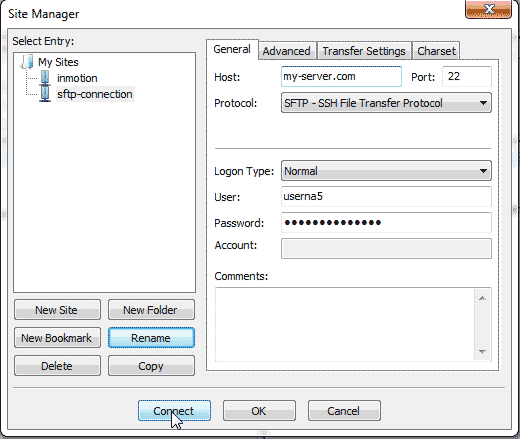 Site Manager
Select Entry:
My Sites
inmotion
sftp-connection
New Site New Folder
New Bookmark Rename
Delete Copy
General Advanced Transfer Settings Charset
Host: my-server.com Port: 22
Protocol: SFTP - SSH File Transfer Protocol
Logon Type: Normal
User: userna5
Password: ••••••••••••••
Account:
Comments:
Connect OK Cancel